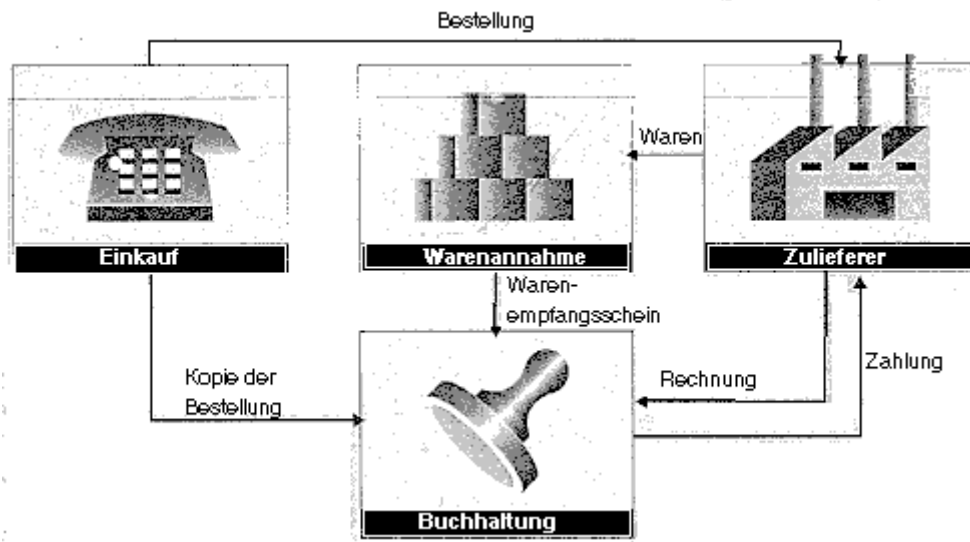 Bestellung
Waren
Einkauf
Warenannahme
Zulieferer
Waren-
empfangsschein
Kopie der
Bestellung
Rechnung
Zahlung
Buchhaltung